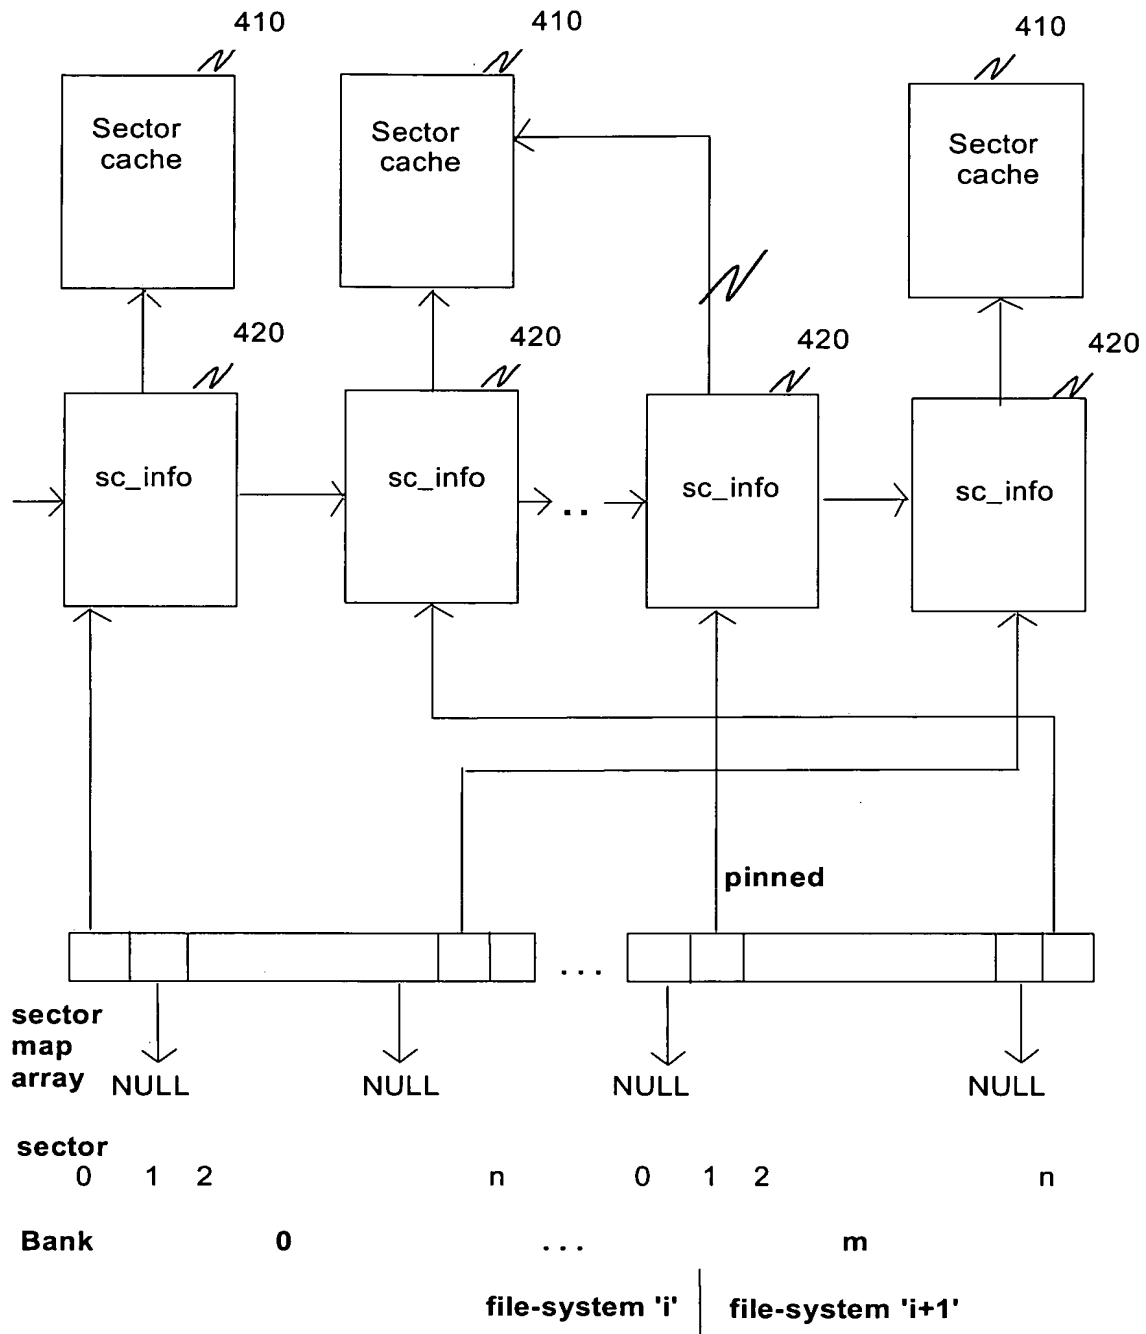 410 410 410
Sector
cache
Sector
cache
Sector
cache
420 420 420 420
sc_info sc_info sc_info sc_info
..
pinned
...
sector
map
array
NULL NULL NULL NULL
sector
0 1 2 n 0 1 2 n
Bank 0 ... m
file-system 'i' file-system 'i+1'